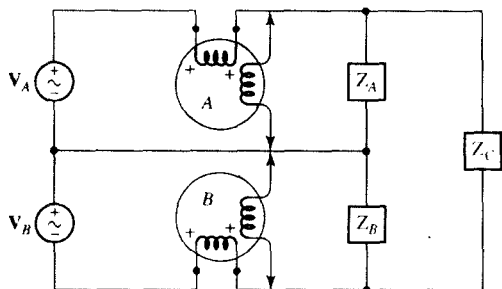 V_A + − + + A Z_A
Z_C
V_B + − + + B Z_B